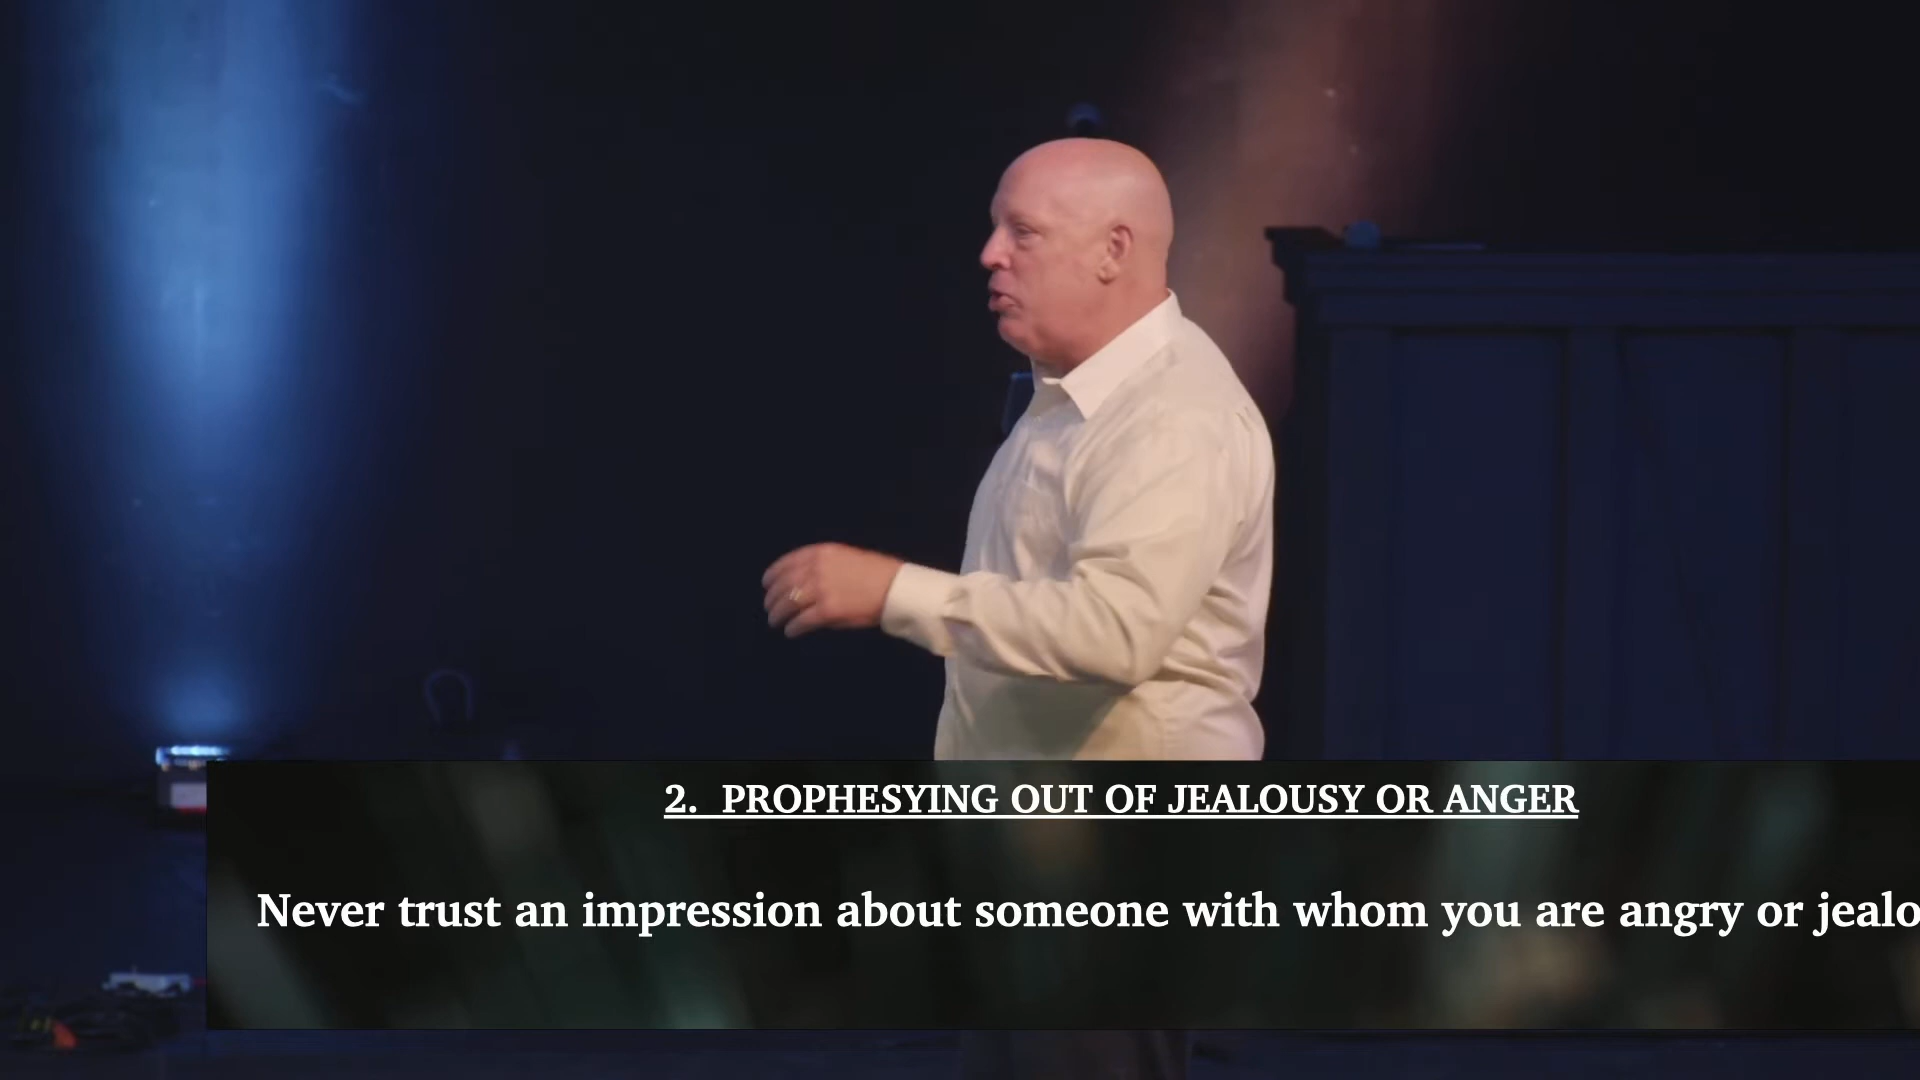 2. PROPHESYING OUT OF JEALOUSY OR ANGER
Never trust an impression about someone with whom you are angry or jealo